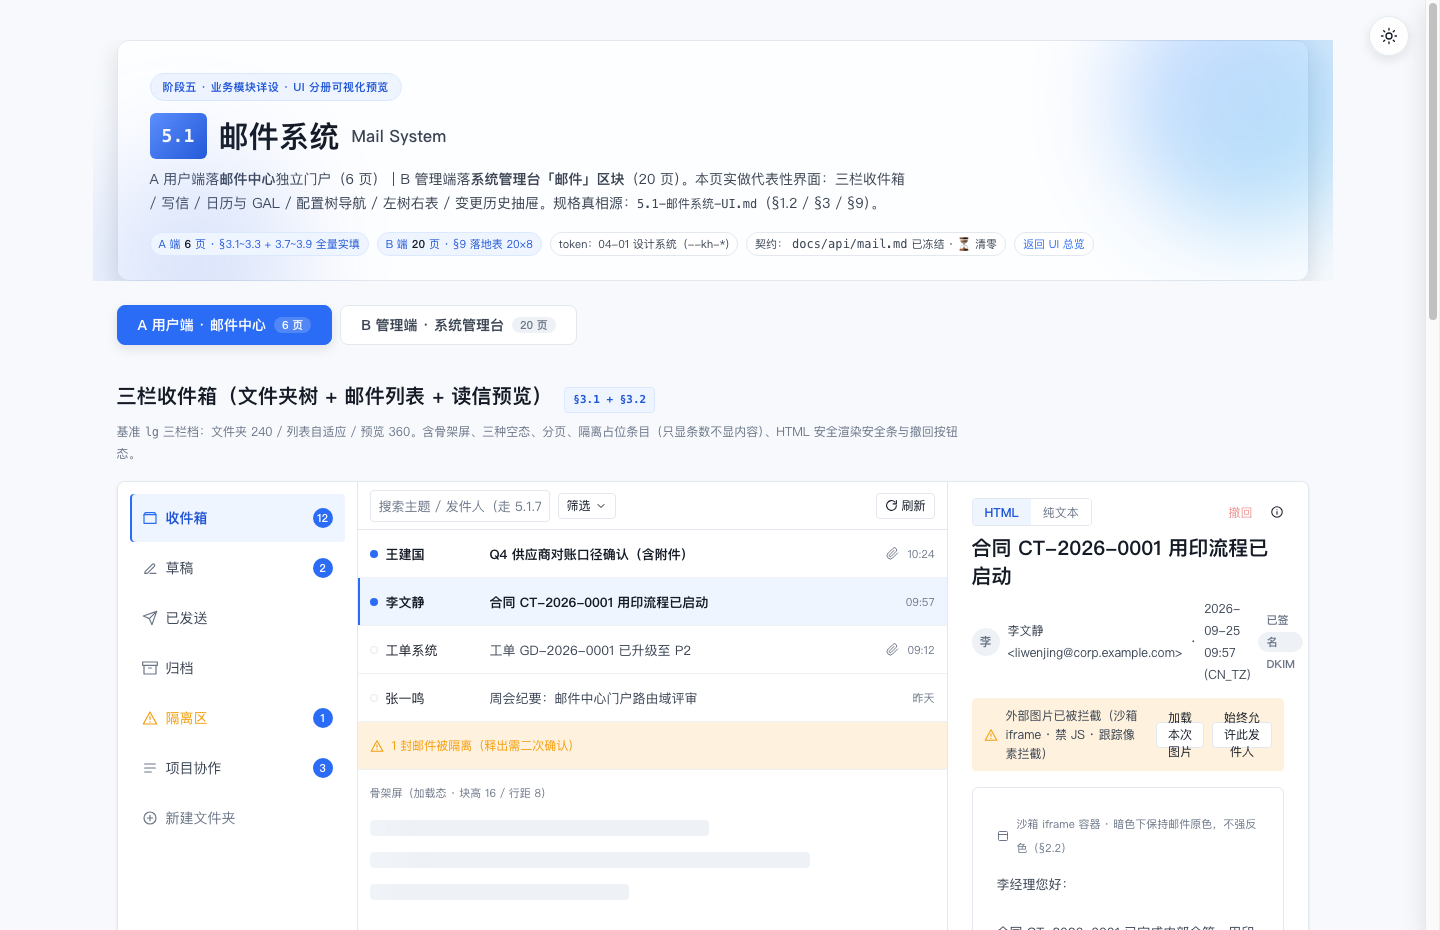 阶段五 · 业务模块详设 · UI 分册可视化预览
5.1 邮件系统 Mail System
A 用户端落邮件中心独立门户（6 页）｜B 管理端落系统管理台「邮件」区块（20 页）。本页实做代表性界面：三栏收件箱
/ 写信 / 日历与 GAL / 配置树导航 / 左树右表 / 变更历史抽屉。规格真相源：5.1-邮件系统-UI.md（§1.2 / §3 / §9）。
A 端 6 页 · §3.1~3.3 + 3.7~3.9 全量实填
B 端 20 页 · §9 落地表 20×8
token：04-01 设计系统（--kh-*）
契约： docs/api/mail.md 已冻结 · ⏳ 清零
返回 UI 总览
A 用户端 · 邮件中心 6 页
B 管理端 · 系统管理台 20 页
三栏收件箱（文件夹树 + 邮件列表 + 读信预览） §3.1 + §3.2
基准 lg 三栏档：文件夹 240 / 列表自适应 / 预览 360。含骨架屏、三种空态、分页、隔离占位条目（只显条数不显内容）、HTML 安全渲染安全条与撤回按钮
态。
收件箱 12
草稿 2
已发送
归档
隔离区 1
项目协作 3
新建文件夹
搜索主题 / 发件人（走 5.1.7
筛选
刷新
王建国 Q4 供应商对账口径确认（含附件） 10:24
李文静 合同 CT-2026-0001 用印流程已启动 09:57
工单系统 工单 GD-2026-0001 已升级至 P2 09:12
张一鸣 周会纪要：邮件中心门户路由域评审 昨天
1 封邮件被隔离（释出需二次确认）
骨架屏（加载态 · 块高 16 / 行距 8）
HTML 纯文本 撤回
合同 CT-2026-0001 用印流程已
启动
李
李文静
<liwenjing@corp.example.com>
·
2026-
09-25
09:57
(CN_TZ)
已签
名
DKIM
外部图片已被拦截（沙箱
iframe · 禁 JS · 跟踪像
素拦截）
加载
本次
图片
始终允
许此发
件人
沙箱 iframe 容器 · 暗色下保持邮件原色，不强反
色（§2.2）
李经理您好：